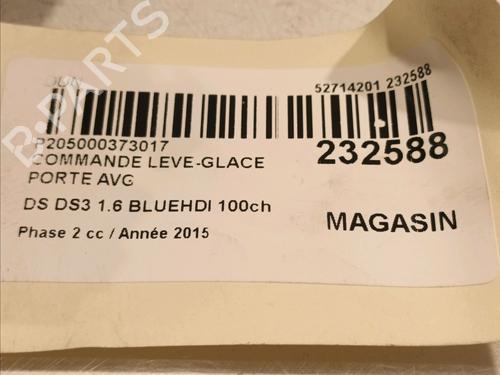 52714201 232588
P205000373017
232588
COMMANDE LEVE-GLACE
PORTE AVG
DS DS3 1.6 BLUEHDI 100ch
MAGASIN
Phase 2 cc / Année 2015
B-PARTS